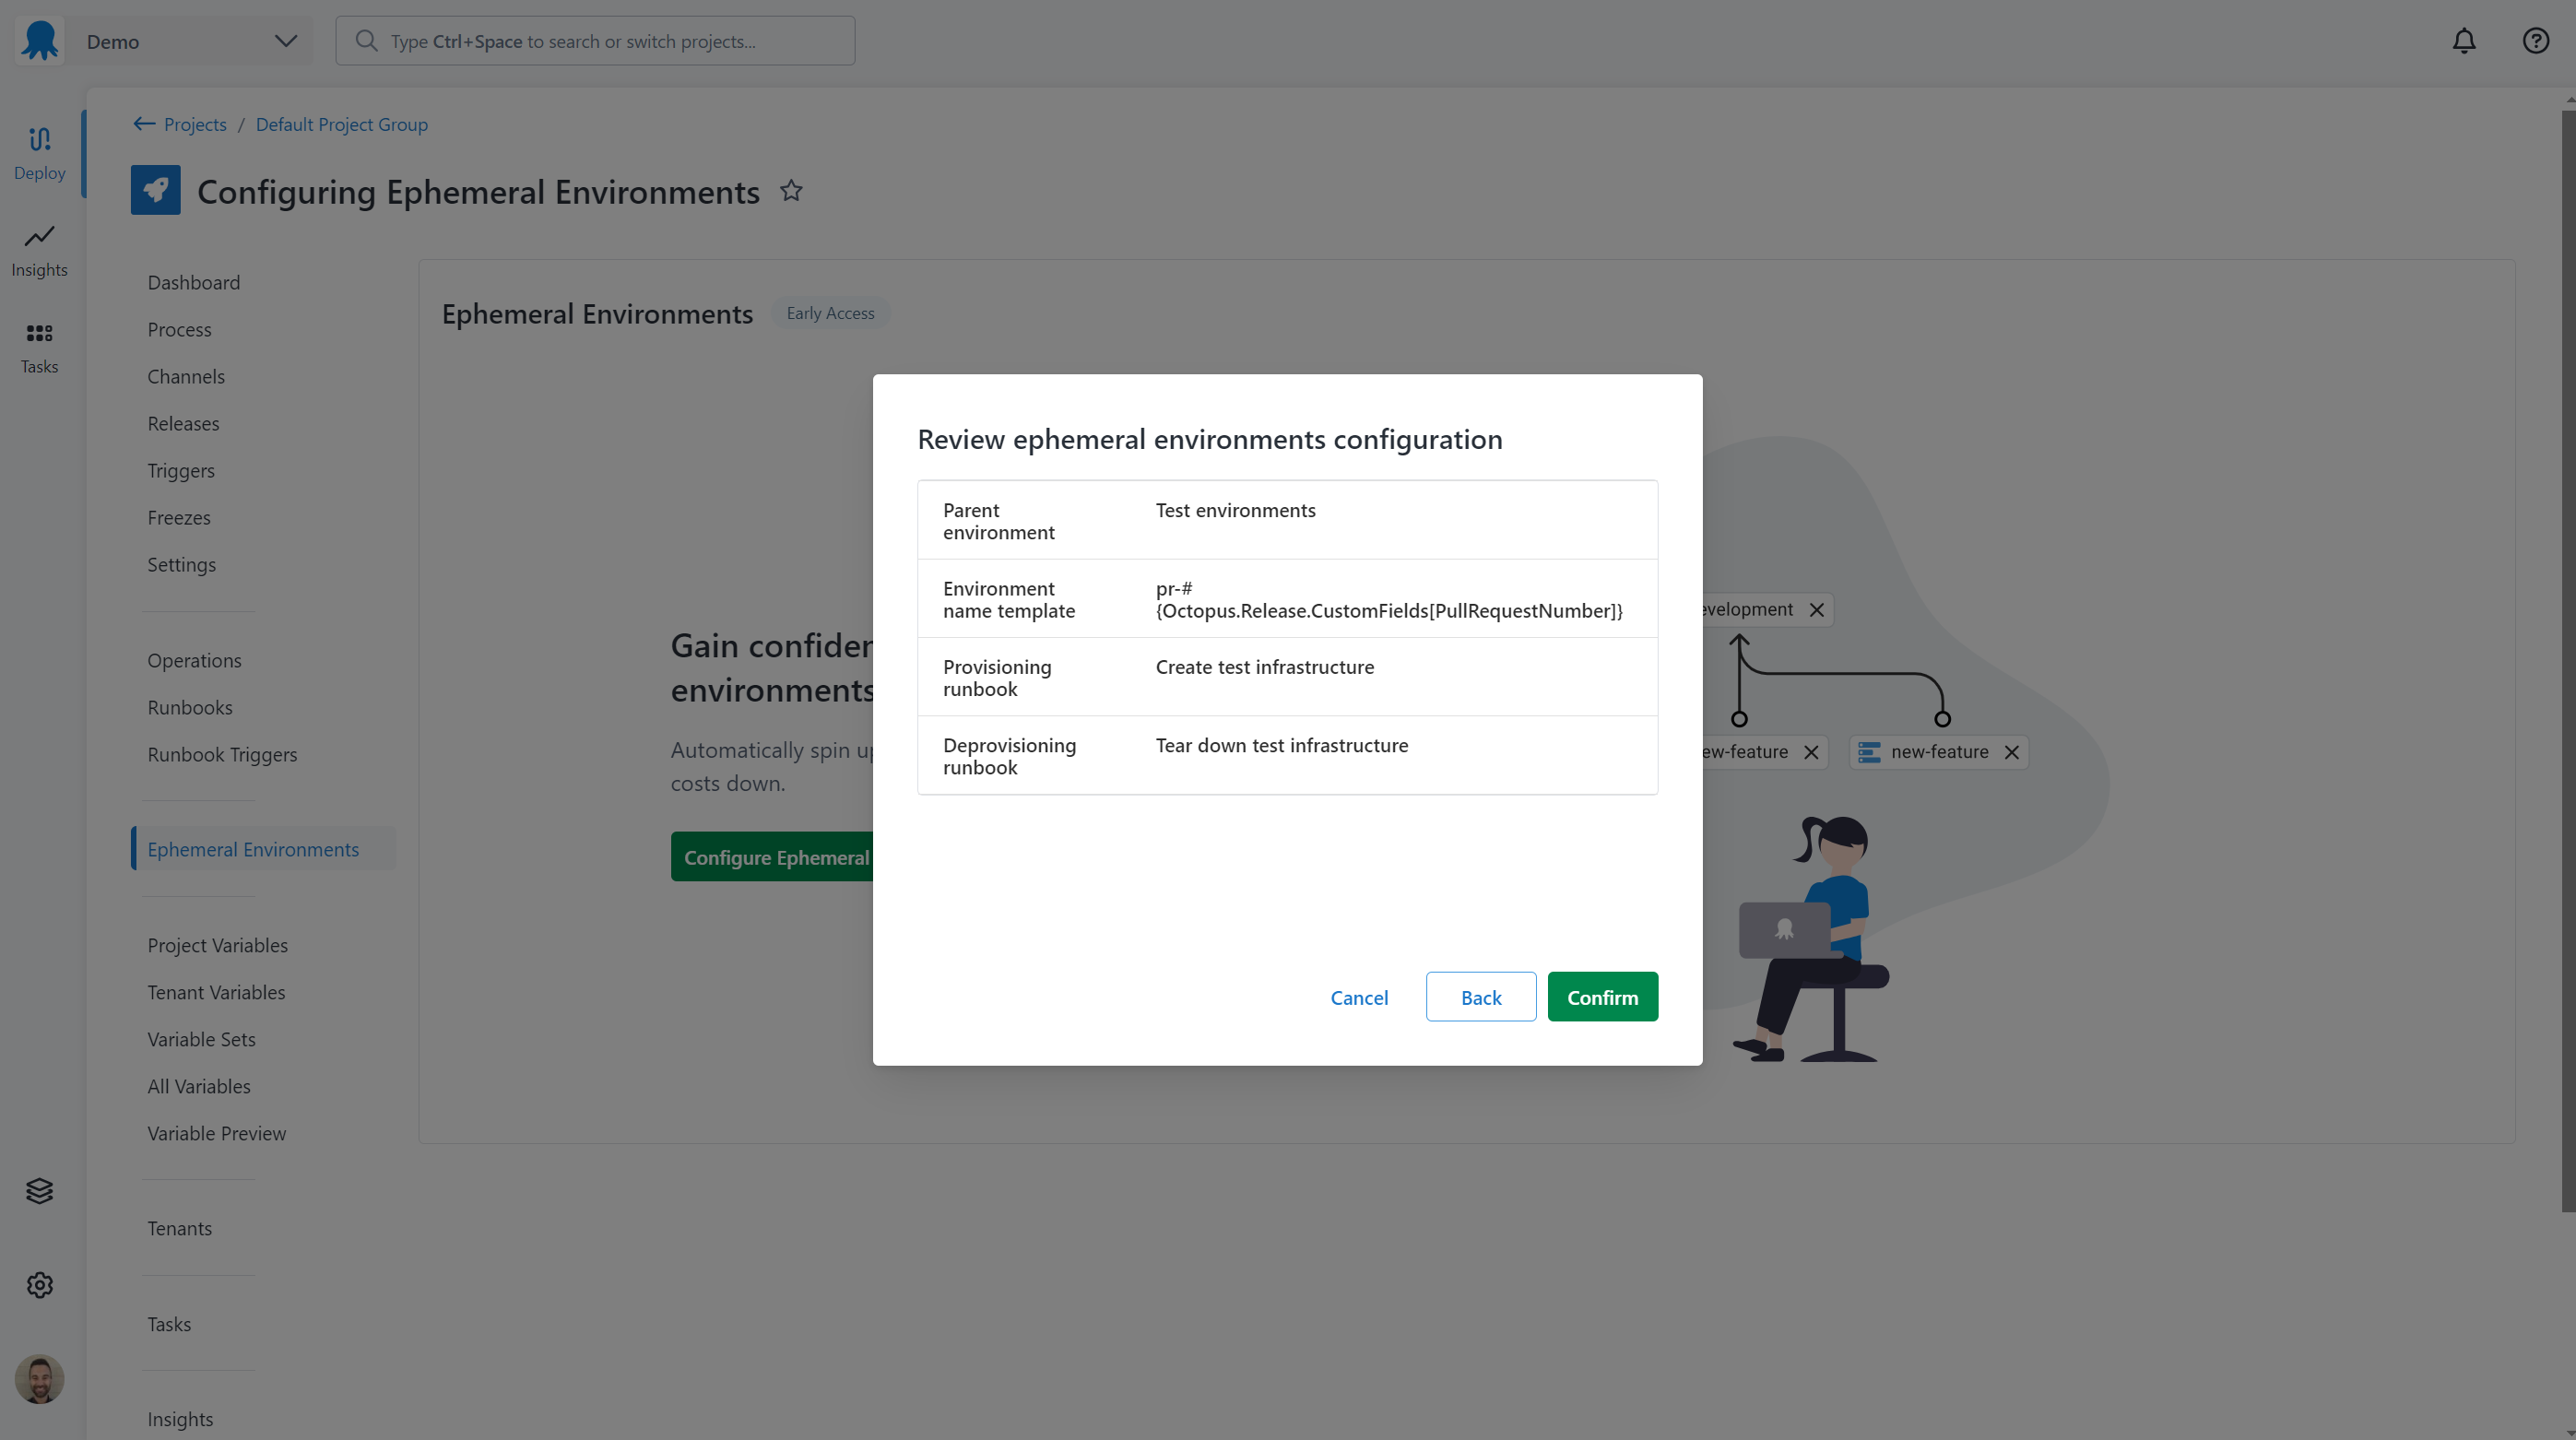 Demo
Type Ctrl+Space to search or switch projects...
Deploy
Insights
Tasks
Projects / Default Project Group
Configuring Ephemeral Environments
Dashboard
Process
Channels
Releases
Triggers
Freezes
Settings
Operations
Runbooks
Runbook Triggers
Ephemeral Environments
Project Variables
Tenant Variables
Variable Sets
All Variables
Variable Preview
Tenants
Tasks
Insights
Ephemeral Environments
Early Access
Gain confiden
environments
Automatically spin up
costs down.
Configure Ephemeral
evelopment
ew-feature
new-feature
Review ephemeral environments configuration
Parent
environment
Test environments
Environment
name template
pr-#
{Octopus.Release.CustomFields[PullRequestNumber]}
Provisioning
runbook
Create test infrastructure
Deprovisioning
runbook
Tear down test infrastructure
Cancel
Back
Confirm